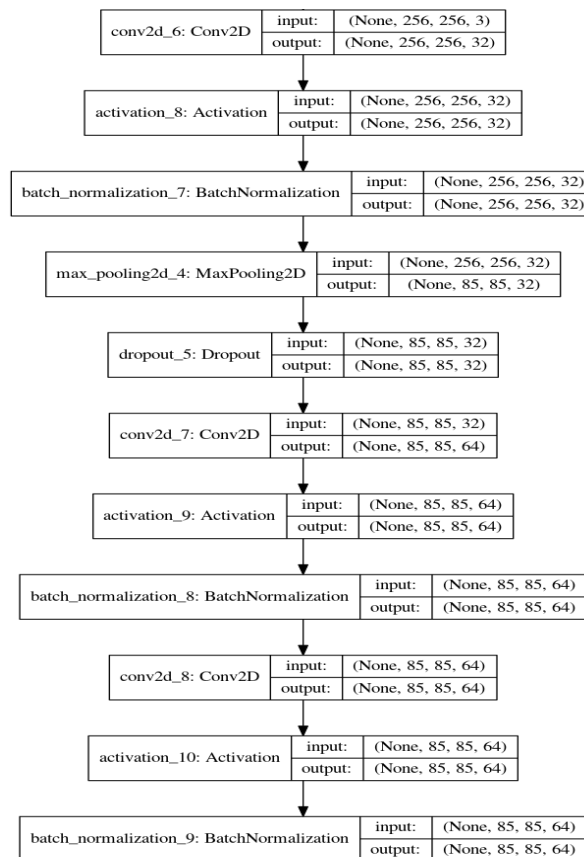 conv2d_6: Conv2D
input: (None, 256, 256, 3)
output: (None, 256, 256, 32)
activation_8: Activation
input: (None, 256, 256, 32)
output: (None, 256, 256, 32)
batch_normalization_7: BatchNormalization
input: (None, 256, 256, 32)
output: (None, 256, 256, 32)
max_pooling2d_4: MaxPooling2D
input: (None, 256, 256, 32)
output: (None, 85, 85, 32)
dropout_5: Dropout
input: (None, 85, 85, 32)
output: (None, 85, 85, 32)
conv2d_7: Conv2D
input: (None, 85, 85, 32)
output: (None, 85, 85, 64)
activation_9: Activation
input: (None, 85, 85, 64)
output: (None, 85, 85, 64)
batch_normalization_8: BatchNormalization
input: (None, 85, 85, 64)
output: (None, 85, 85, 64)
conv2d_8: Conv2D
input: (None, 85, 85, 64)
output: (None, 85, 85, 64)
activation_10: Activation
input: (None, 85, 85, 64)
output: (None, 85, 85, 64)
batch_normalization_9: BatchNormalization
input: (None, 85, 85, 64)
output: (None, 85, 85, 64)